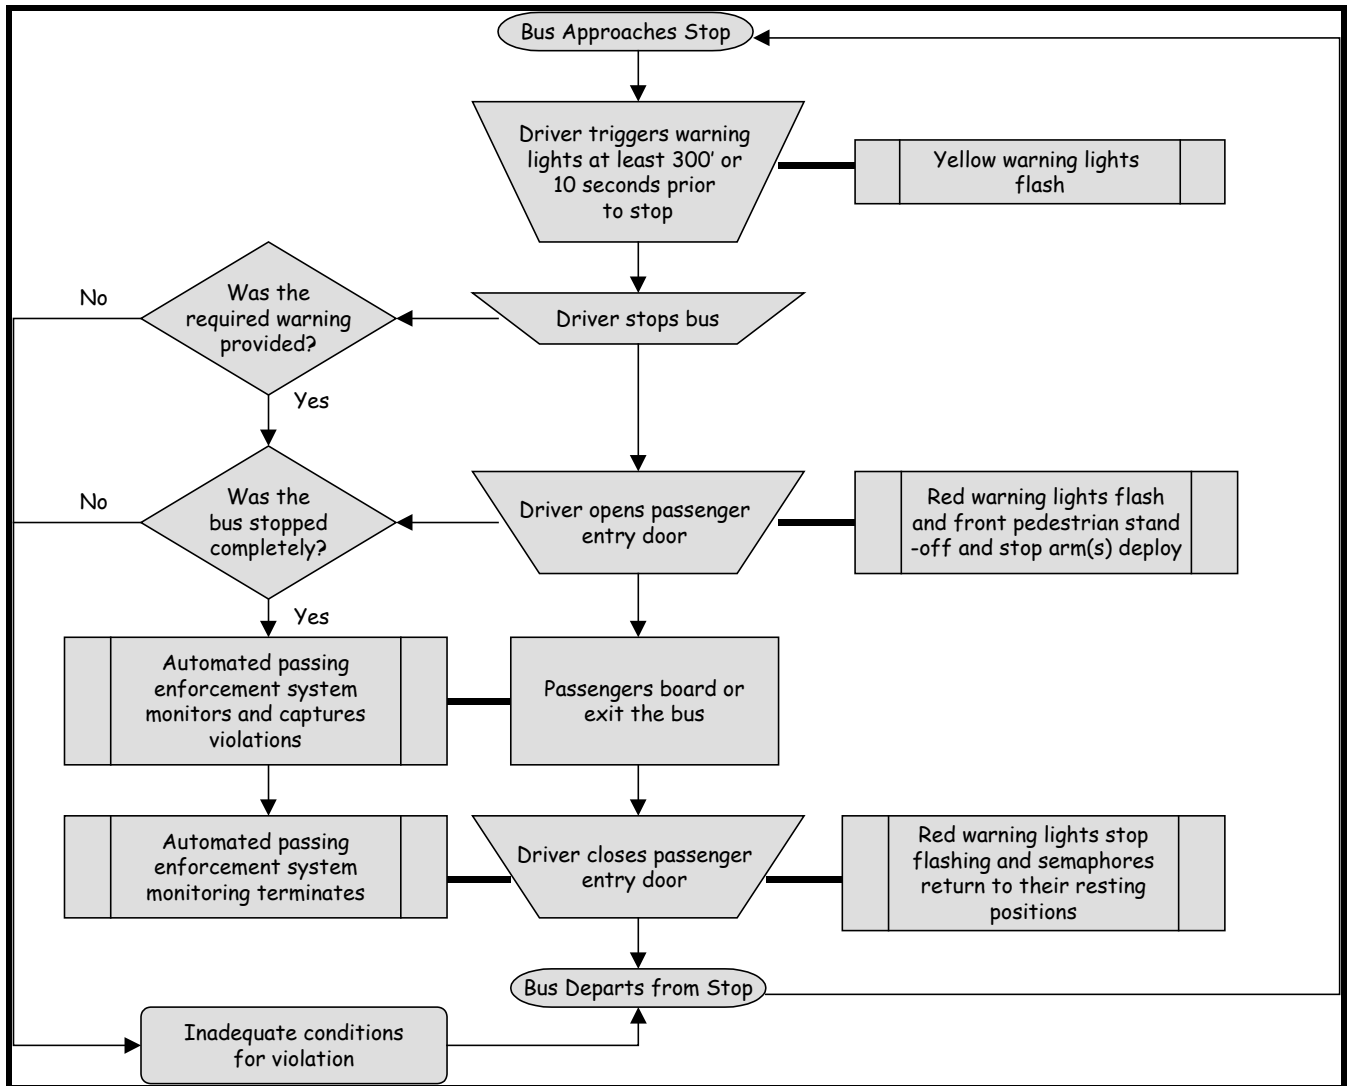 Bus Approaches Stop
Driver triggers warning
lights at least 300' or
10 seconds prior
to stop
Yellow warning lights
flash
No
Was the
required warning
provided?
Driver stops bus
Yes
No
Was the
bus stopped
completely?
Driver opens passenger
entry door
Red warning lights flash
and front pedestrian stand
-off and stop arm(s) deploy
Yes
Automated passing
enforcement system
monitors and captures
violations
Passengers board or
exit the bus
Automated passing
enforcement system
monitoring terminates
Driver closes passenger
entry door
Red warning lights stop
flashing and semaphores
return to their resting
positions
Bus Departs from Stop
Inadequate conditions
for violation